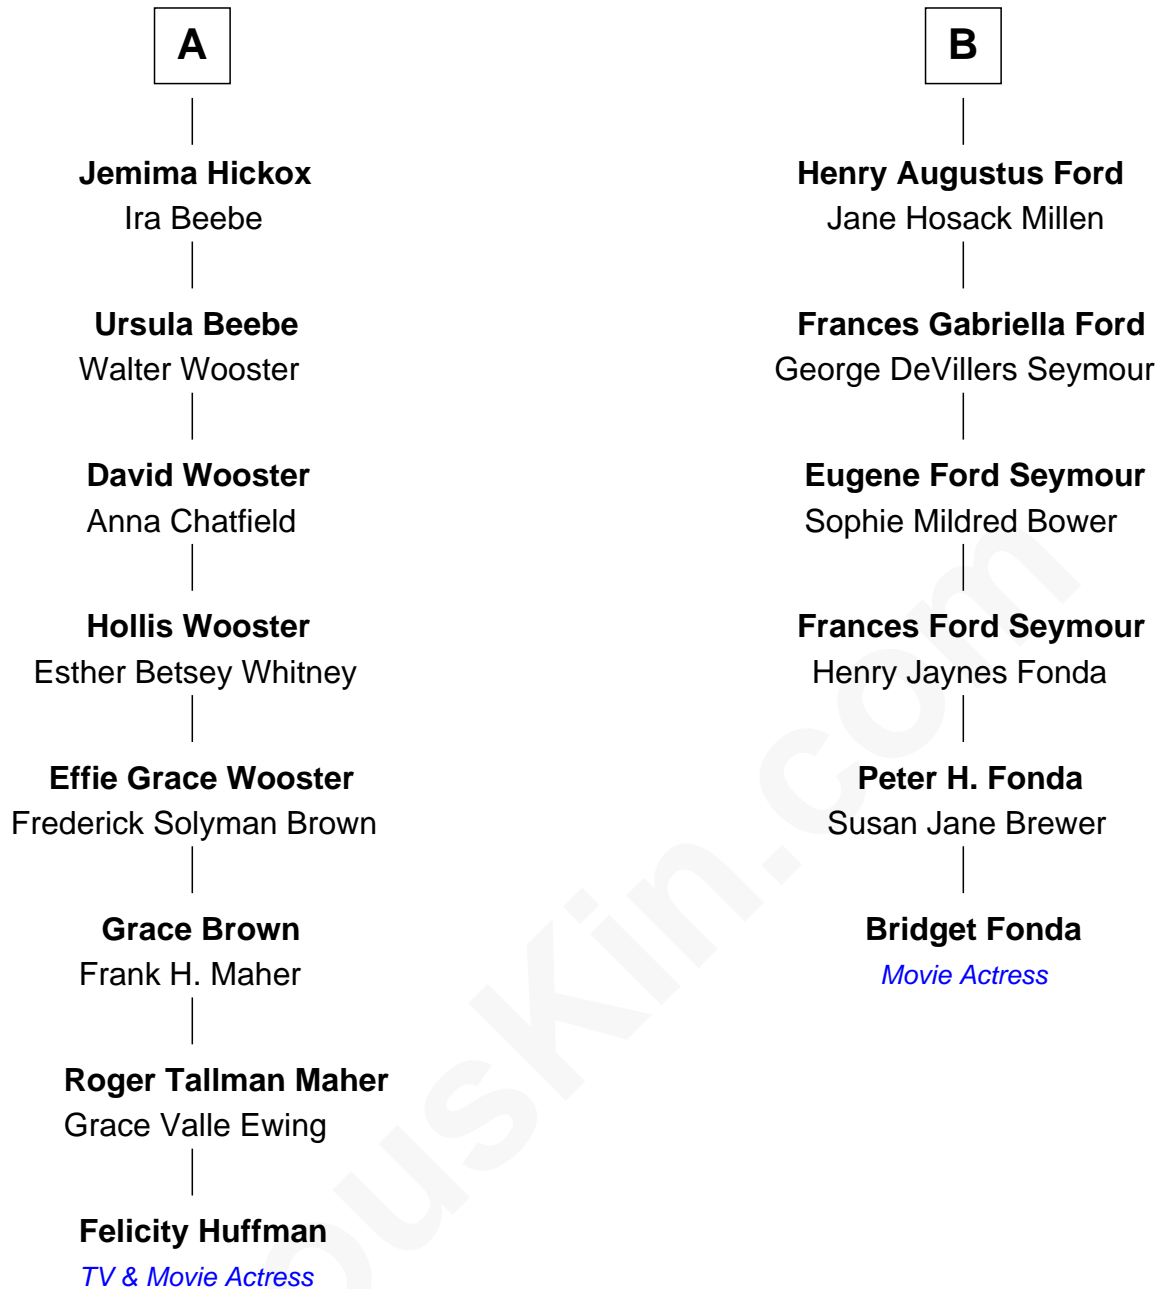 A
Jemima Hickox
Ira Beebe
Ursula Beebe
Walter Wooster
David Wooster
Anna Chatfield
Hollis Wooster
Esther Betsey Whitney
Effie Grace Wooster
Frederick Solyman Brown
Grace Brown
Frank H. Maher
Roger Tallman Maher
Grace Valle Ewing
Felicity Huffman
TV & Movie Actress
B
Henry Augustus Ford
Jane Hosack Millen
Frances Gabriella Ford
George DeVillers Seymour
Eugene Ford Seymour
Sophie Mildred Bower
Frances Ford Seymour
Henry Jaynes Fonda
Peter H. Fonda
Susan Jane Brewer
Bridget Fonda
Movie Actress
ousKin.com